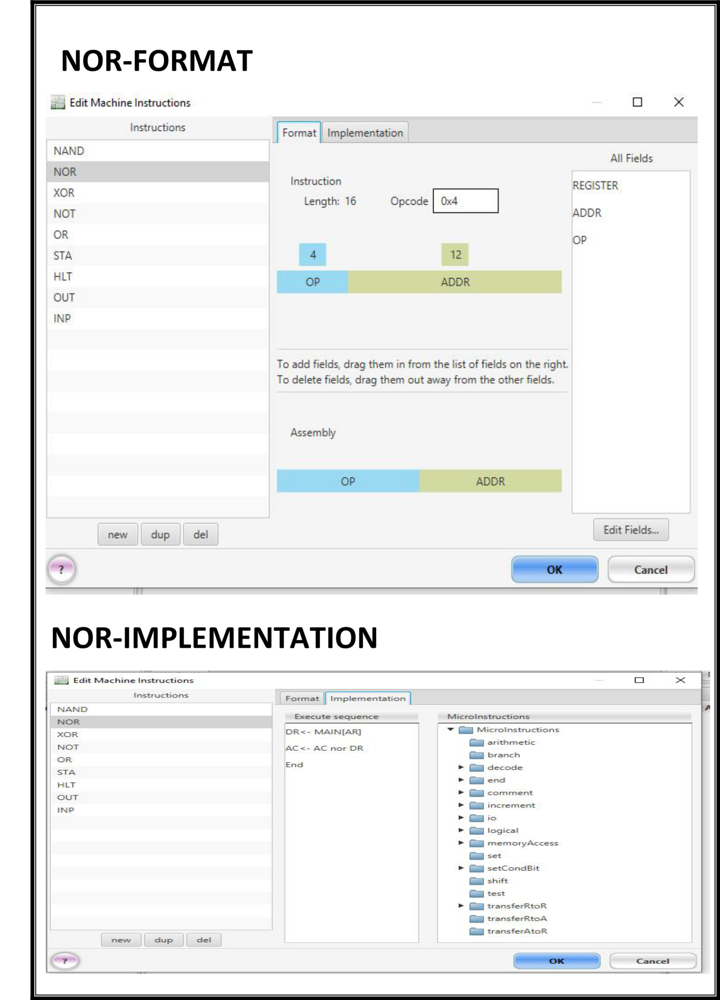 NOR-FORMAT
Edit Machine Instructions
Instructions
Format Implementation
NAND
NOR
XOR
NOT
OR
STA
HLT
OUT
INP
All Fields
REGISTER
ADDR
OP
Instruction
Length: 16 Opcode 0x4
4 12
OP ADDR
To add fields, drag them in from the list of fields on the right.
To delete fields, drag them out away from the other fields.
Assembly
OP ADDR
new dup del
Edit Fields...
? OK Cancel
NOR-IMPLEMENTATION
Edit Machine Instructions
Instructions
Format Implementation
NAND
NOR
XOR
NOT
OR
STA
HLT
OUT
INP
Execute sequence
DR<- MAIN[AR]
AC<- AC nor DR
End
MicroInstructions
MicroInstructions
arithmetic
branch
decode
end
comment
increment
io
logical
memoryAccess
set
setCondBit
shift
test
transferRtoR
transferRtoA
transferAtoR
new dup del
? OK Cancel